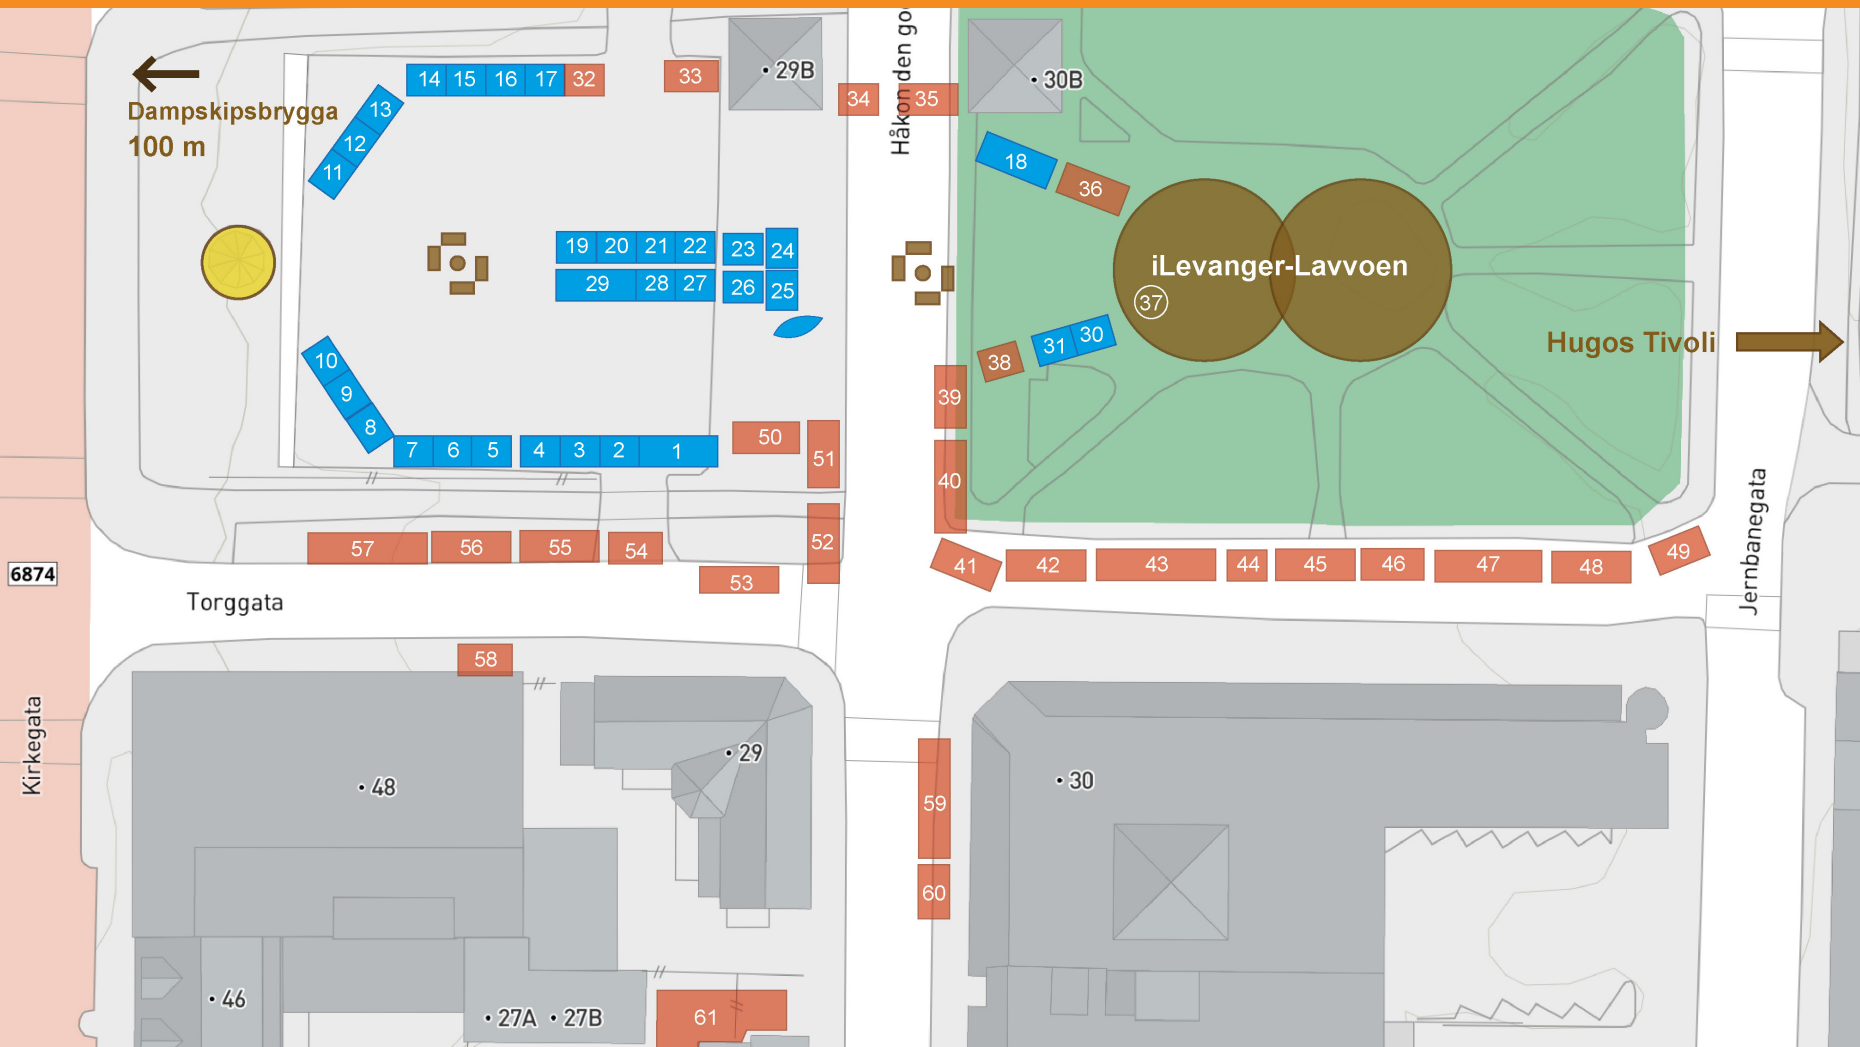 Håkon den go
14 15 16 17 32
33
29B
30B
34 35
Dampskipsbrygga
100 m
13
12
11
18
36
19 20 21 22 23 24
29 28 27 26 25
iLevanger-Lavvoen
37
31 30
38
Hugos Tivoli
10
9
8
7 6 5 4 3 2 1
50
51
39
40
52
57 56 55 54
53
41 42 43 44 45 46 47 48 49
6874
Torggata
Jernbanegata
58
Kirkegata
48
29
30
59
60
46
27A 27B
61